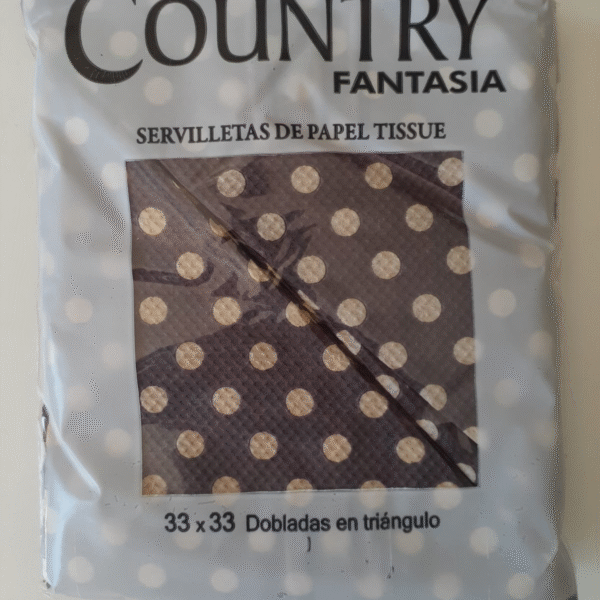 COUNTRY
FANTASIA
SERVILLETAS DE PAPEL TISSUE
33 x 33 Dobladas en triángulo